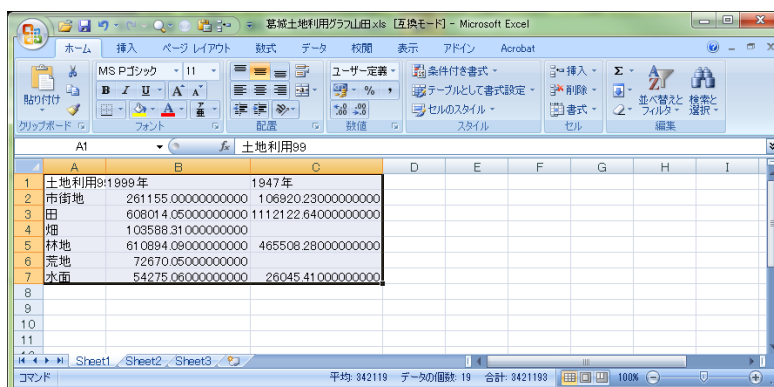 葛城土地利用グラフ山田.xls [互換モード] - Microsoft Excel
ホーム 挿入 ページ レイアウト 数式 データ 校閲 表示 アドイン Acrobat
貼り付け
クリップボード
MS Pゴシック 11
B I U A A
フォント
配置
ユーザー定義
% ,
数値
条件付き書式
テーブルとして書式設定
セルのスタイル
スタイル
挿入
削除
書式
セル
Σ
並べ替えと フィルタ
検索と 選択
編集
A1 fx 土地利用99
A B C D E F G H I
1 土地利用9 1999年 1947年
2 市街地 261155.00000000000 106920.23000000000
3 田 608014.05000000000 1112122.64000000000
4 畑 103588.31000000000
5 林地 610894.09000000000 465508.28000000000
6 荒地 72670.05000000000
7 水面 54275.06000000000 26045.41000000000
8
9
10
11
Sheet1 Sheet2 Sheet3
コマンド 平均: 342119 データの個数: 19 合計: 3421193 100%